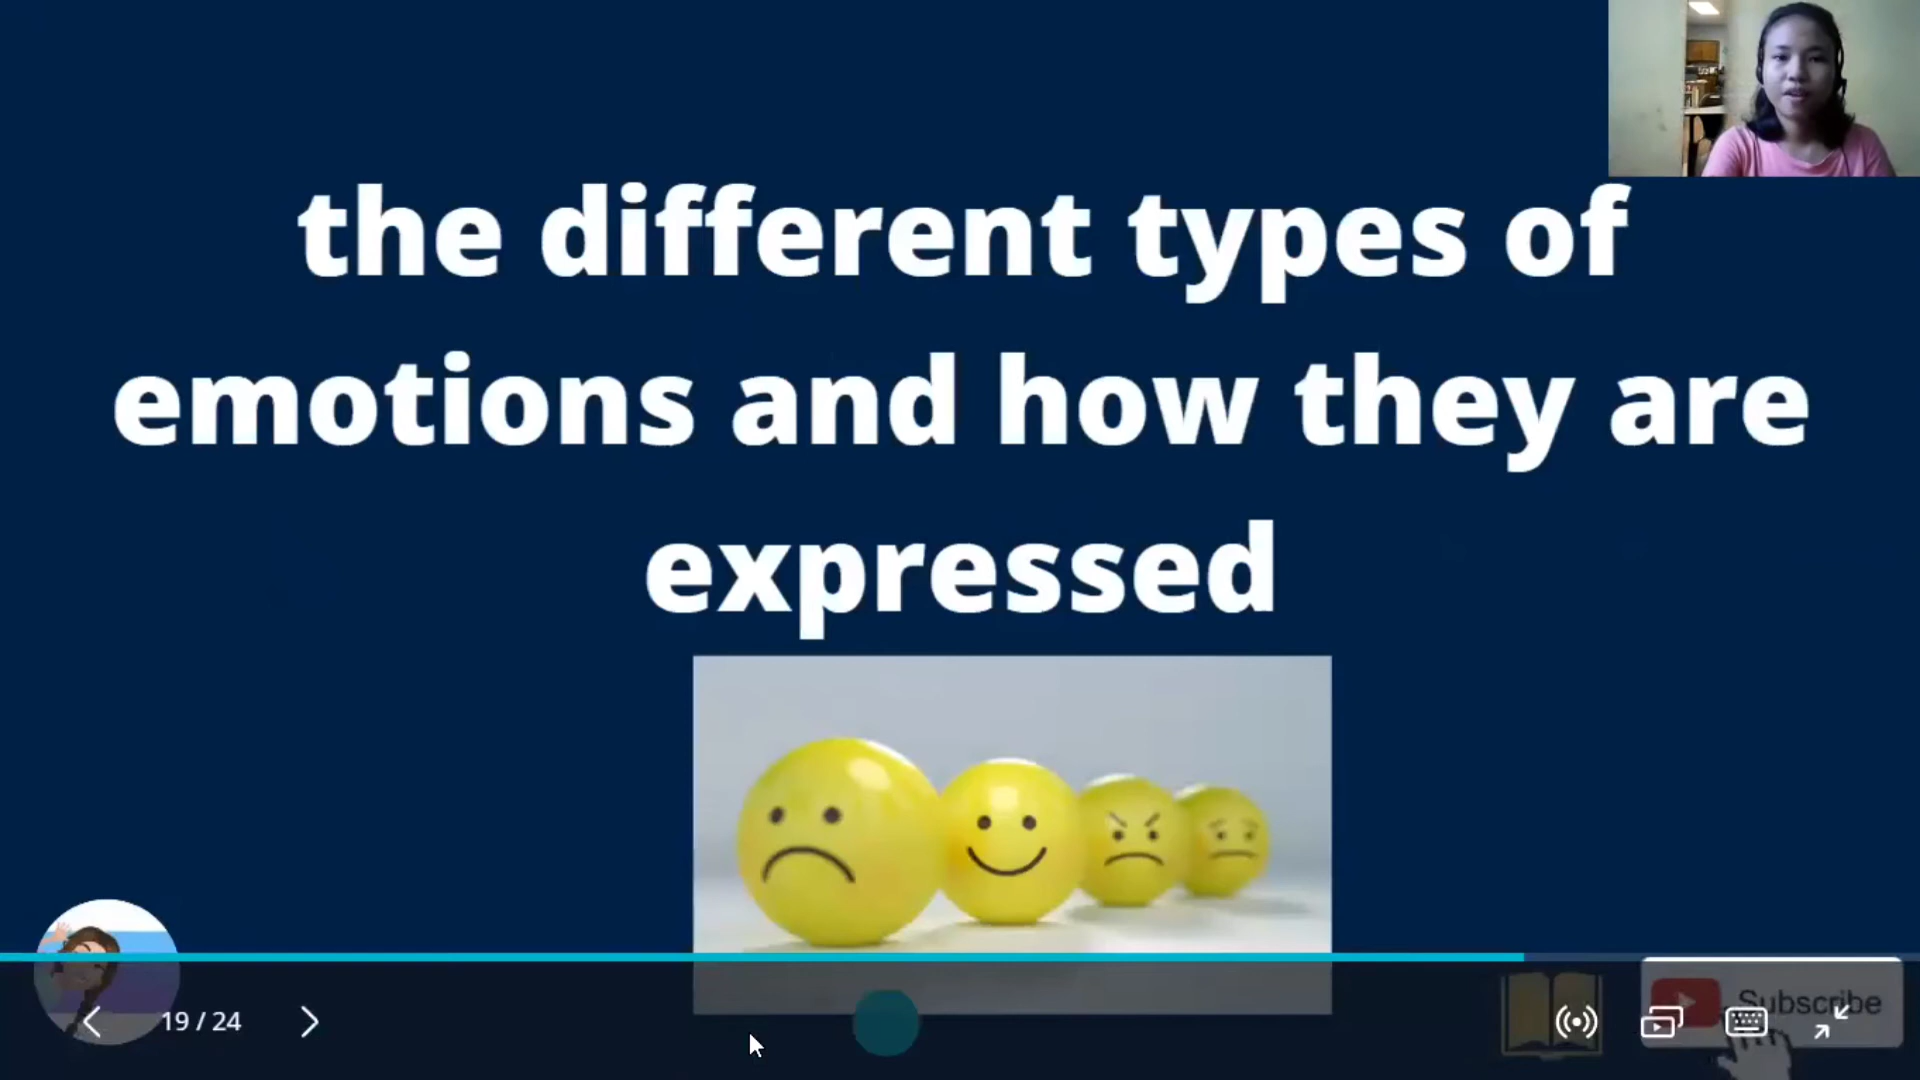 the different types of
emotions and how they are
expressed
19 / 24
Subscribe